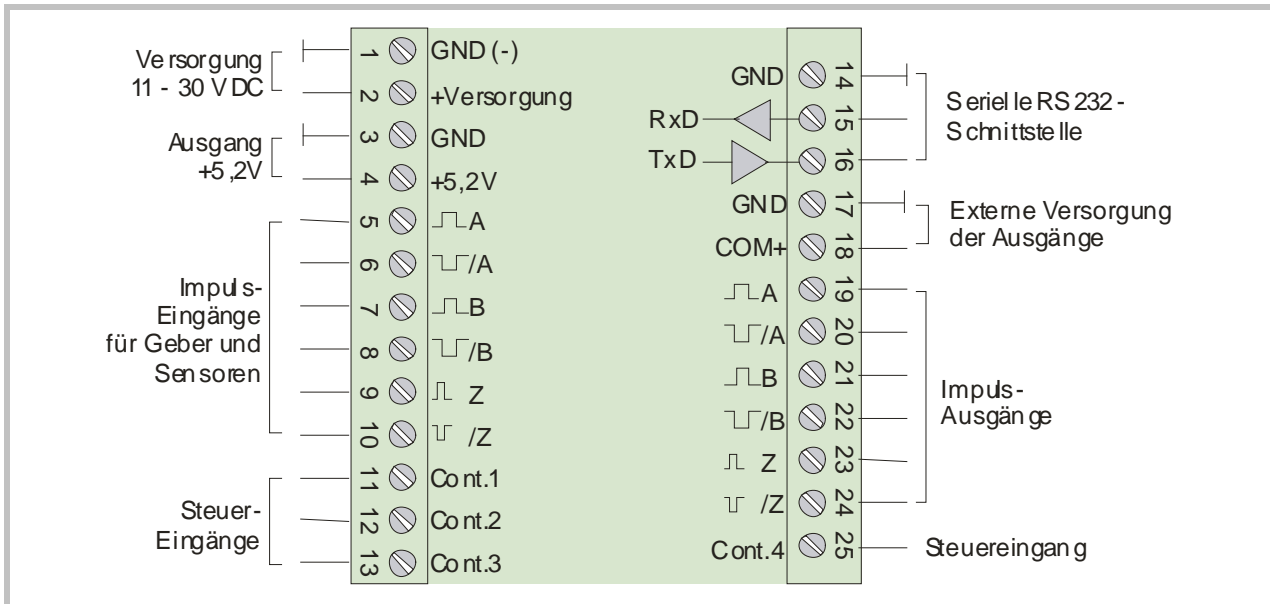 Versorgung
11 - 30 VDC
1 GND (-)
2 +Versorgung
Ausgang
+5,2V
3 GND
4 +5,2V
Impuls-
Eingänge
für Geber und
Sensoren
5 A
6 /A
7 B
8 /B
9 Z
10 /Z
Steuer-
Eingänge
11 Cont.1
12 Cont.2
13 Cont.3
GND 14
RxD 15
TxD 16
Serielle RS232 -
Schnittstelle
GND 17
COM+ 18
Externe Versorgung
der Ausgänge
A 19
/A 20
B 21
/B 22
Z 23
/Z 24
Impuls-
Ausgänge
Cont.4 25 Steuereingang